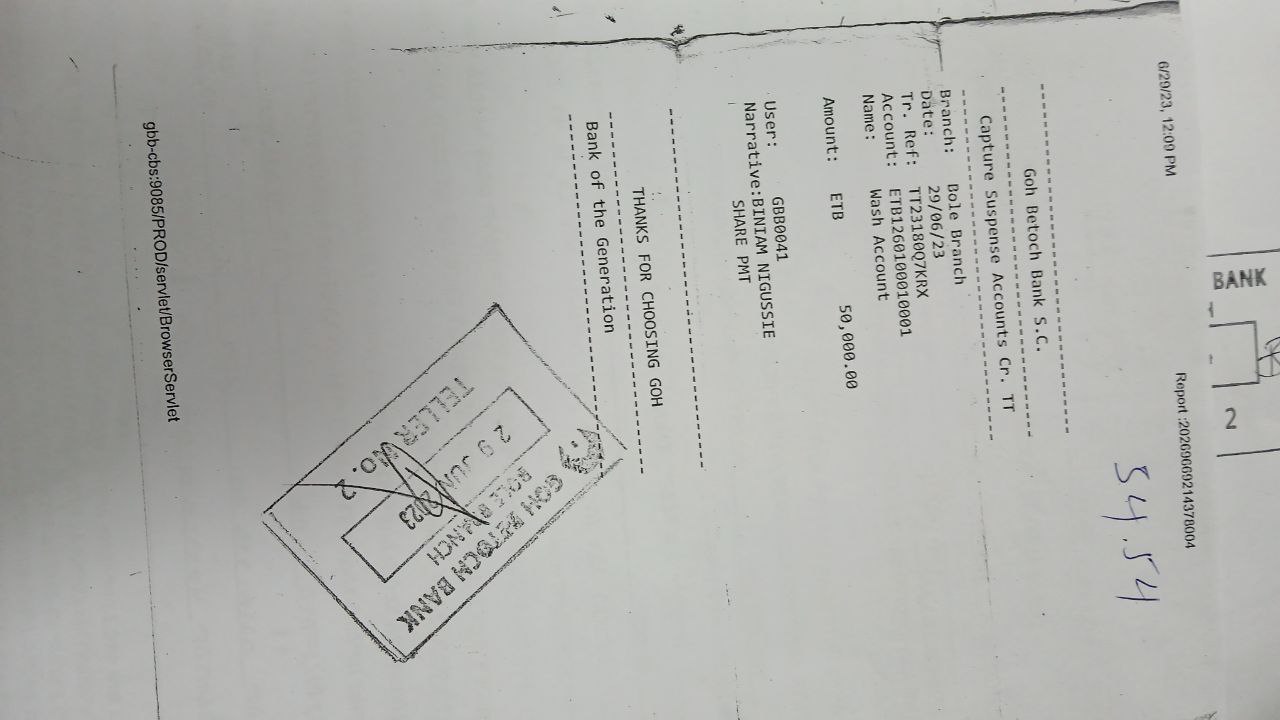 6/29/23, 12:09 PM
Report :20269669214378004
54.54
----------------------------------------
Goh Betoch Bank S.C.
----------------------------------------
Capture Suspense Accounts Cr. TT
----------------------------------------
Branch: Bole Branch
Date: 29/06/23
Tr. Ref: TT23180Q7KRX
Account: ETB1260100010001
Name: Wash Account
Amount: ETB 50,000.00
User: GBB0041
Narrative:BINIAM NIGUSSIE
SHARE PMT
----------------------------------------
THANKS FOR CHOOSING GOH
----------------------------------------
Bank of the Generation
----------------------------------------
GOH BETOCH BANK
BOLE BRANCH
29 JUN 2023
TELLER No. 2
gbb-cbs:9085/PROD/servlet/BrowserServlet
BANK
2